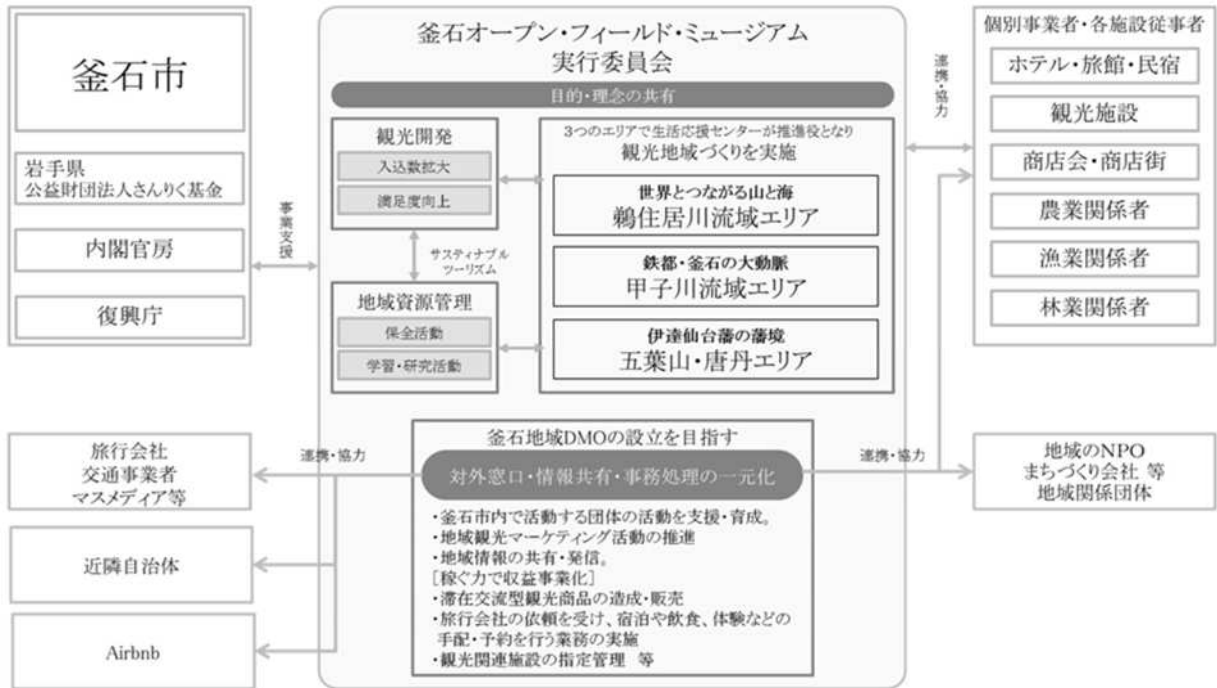 釜石市
岩手県
公益財団法人さんりく基金
内閣官房
復興庁
事業支援
釜石オープン・フィールド・ミュージアム
実行委員会
目的・理念の共有
観光開発
入込数拡大
満足度向上
サスティナブル
ツーリズム
地域資源管理
保全活動
学習・研究活動
3つのエリアで生活応援センターが推進役となり
観光地域づくりを実施
世界とつながる山と海
鵜住居川流域エリア
鉄都・釜石の大動脈
甲子川流域エリア
伊達仙台藩の藩境
五葉山・唐丹エリア
連携・協力
個別事業者・各施設従事者
ホテル・旅館・民宿
観光施設
商店会・商店街
農業関係者
漁業関係者
林業関係者
旅行会社
交通事業者
マスメディア等
近隣自治体
Airbnb
連携・協力
釜石地域DMOの設立を目指す
対外窓口・情報共有・事務処理の一元化
・釜石市内で活動する団体の活動を支援・育成。
・地域観光マーケティング活動の推進
・地域情報の共有・発信。
［稼ぐ力で収益事業化］
・滞在交流型観光商品の造成・販売
・旅行会社の依頼を受け、宿泊や飲食、体験などの
手配・予約を行う業務の実施
・観光関連施設の指定管理 等
連携・協力
地域のNPO
まちづくり会社 等
地域関係団体